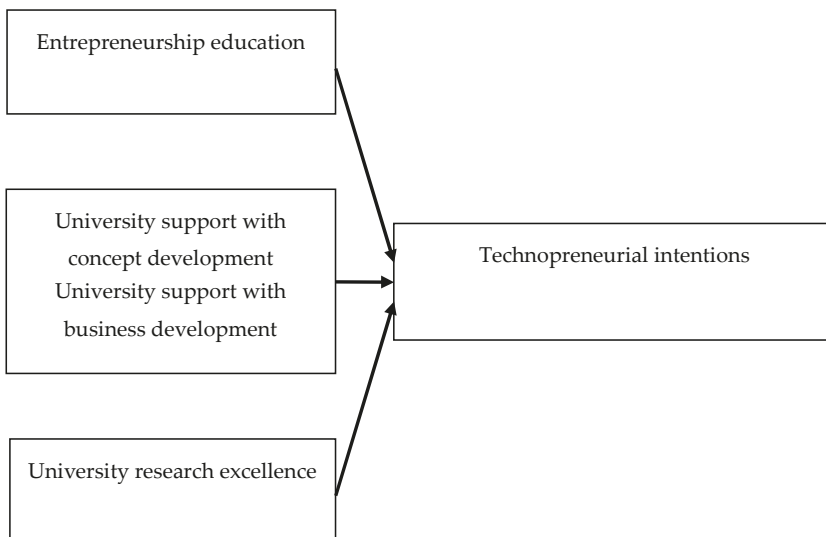 Entrepreneurship education
University support with
concept development
University support with
business development
Technopreneurial intentions
University research excellence